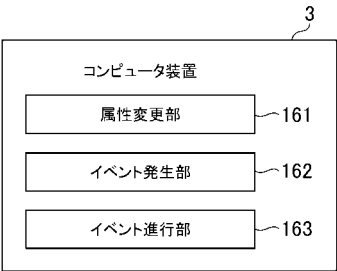 3
コンピュータ装置
属性変更部 161
イベント発生部 162
イベント進行部 163